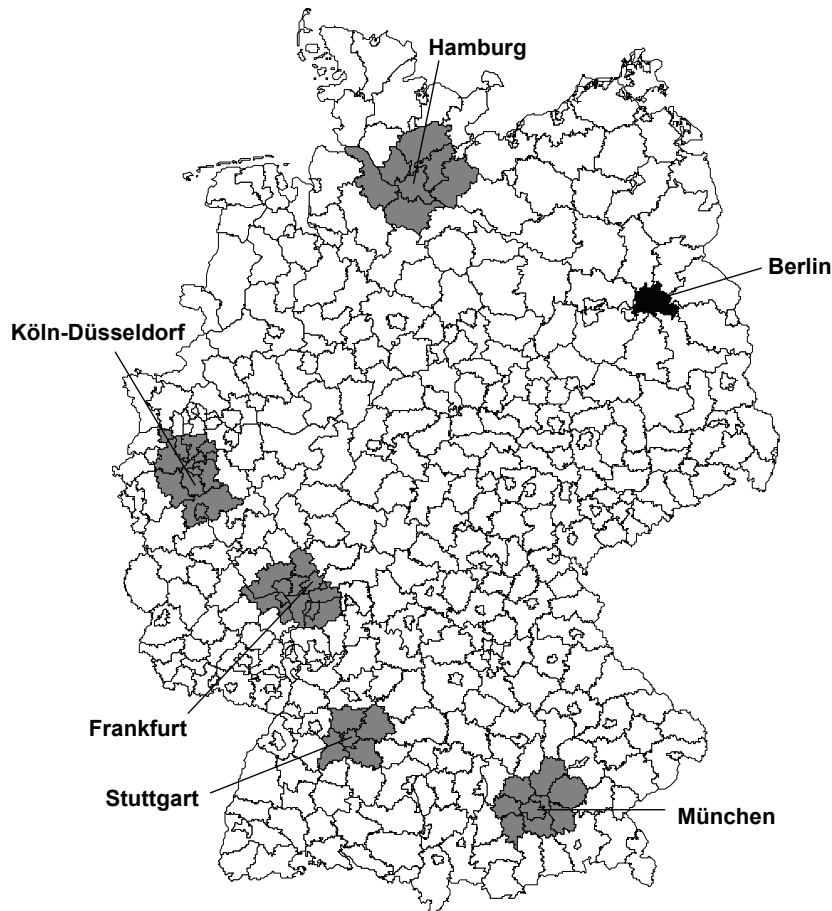 Hamburg
Berlin
Köln-Düsseldorf
Frankfurt
Stuttgart
München